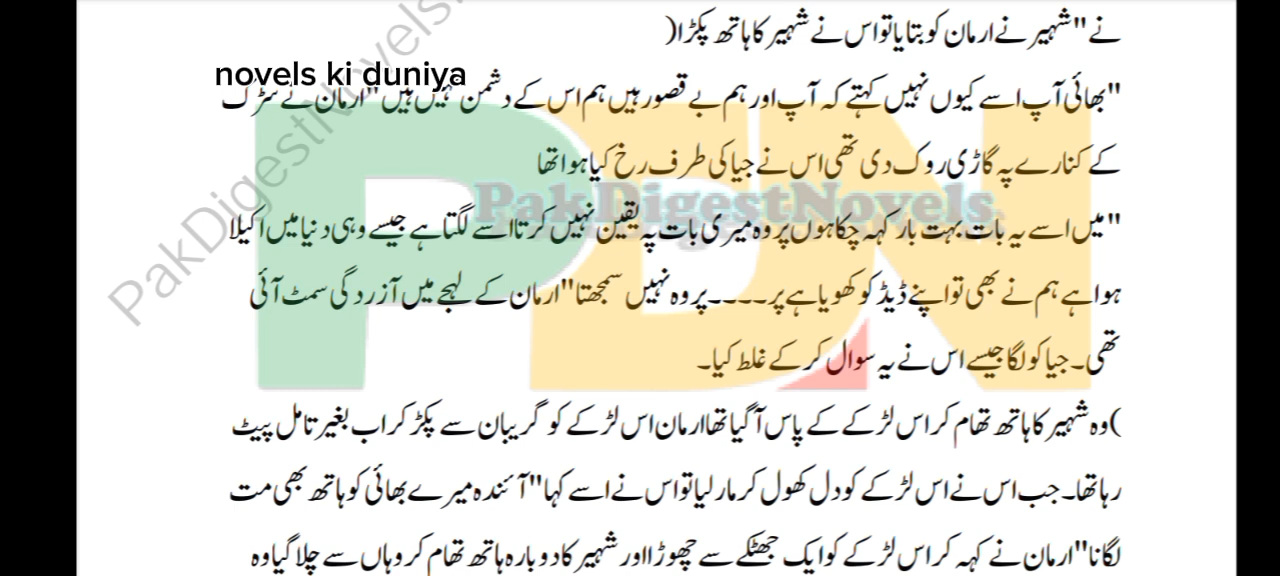 نے "شہیر نے ارمان کو بتایا تو اس نے شہیر کا ہاتھ پکڑا(
novels ki duniya
"بھائی آپ اسے کیوں نہیں کہتے کہ آپ اور ہم بے قصور ہیں ہم اس کے دشمن نہیں ہیں" ارمان نے سڑک
کے کنارے پہ گاڑی روک دی تھی اس نے جیا کی طرف رخ کیا ہوا تھا
PakDigestNovels.
"میں اسے یہ بات بہت بار کہہ چکا ہوں پر وہ میری بات پہ یقین نہیں کرتا اسے لگتا ہے جیسے وہی دنیا میں اکیلا
ہوا ہے ہم نے بھی تو اپنے ڈیڈ کو کھویا ہے پر۔۔۔۔پر وہ نہیں سمجھتا" ارمان کے لہجے میں آزردگی سمٹ آئی
تھی۔ جیا کو لگا جیسے اس نے یہ سوال کر کے غلط کیا۔
)وہ شہیر کا ہاتھ تھام کر اس لڑکے کے پاس آ گیا تھا ارمان اس لڑکے کو گریبان سے پکڑ کر اب بغیر تامل پیٹ
رہا تھا۔ جب اس نے اس لڑکے کو دل کھول کر مار لیا تو اس نے اسے کہا "آئندہ میرے بھائی کو ہاتھ بھی مت
لگانا" ارمان نے کہہ کر اس لڑکے کو ایک جھٹکے سے چھوڑا اور شہیر کا دوبارہ ہاتھ تھام کر وہاں سے چلا گیا وہ
PakDigestNovels.
PDN